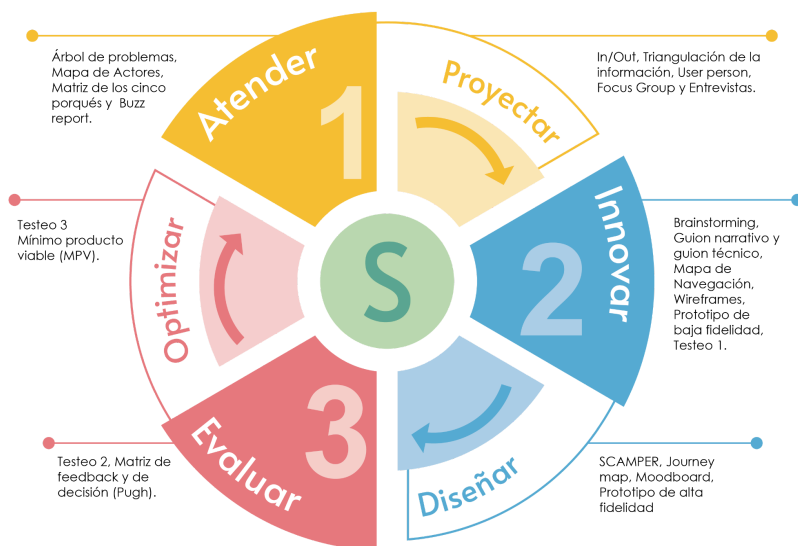 Árbol de problemas,
Mapa de Actores,
Matriz de los cinco
porqués y Buzz
report.
Atender
1
Proyectar
In/Out, Triangulación de la
información, User person,
Focus Group y Entrevistas.
Innovar
2
Brainstorming,
Guion narrativo y
guion técnico,
Mapa de
Navegación,
Wireframes,
Prototipo de
baja fidelidad,
Testeo 1.
Diseñar
SCAMPER, Journey
map, Moodboard,
Prototipo de alta
fidelidad
Evaluar
3
Testeo 2, Matriz de
feedback y de
decisión (Pugh).
Optimizar
Testeo 3
Mínimo producto
viable (MPV).
S